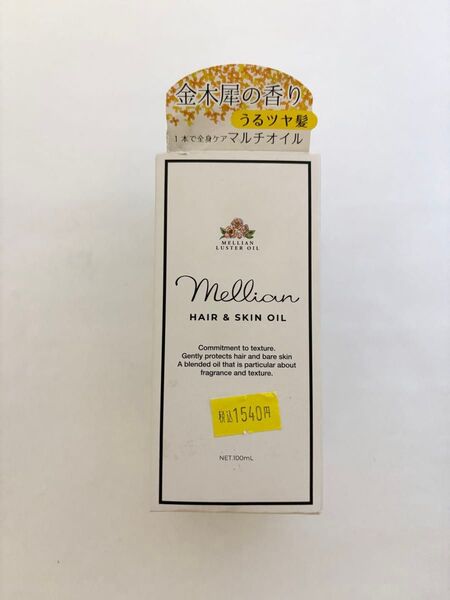 金木犀の香り
うるツヤ髪
1本で全身ケアマルチオイル
MELLIAN
LUSTER OIL
mellian
HAIR & SKIN OIL
Commitment to texture.
Gently protects hair and bare skin
A blended oil that is particular about
fragrance and texture.
税込1540円
NET.100mL